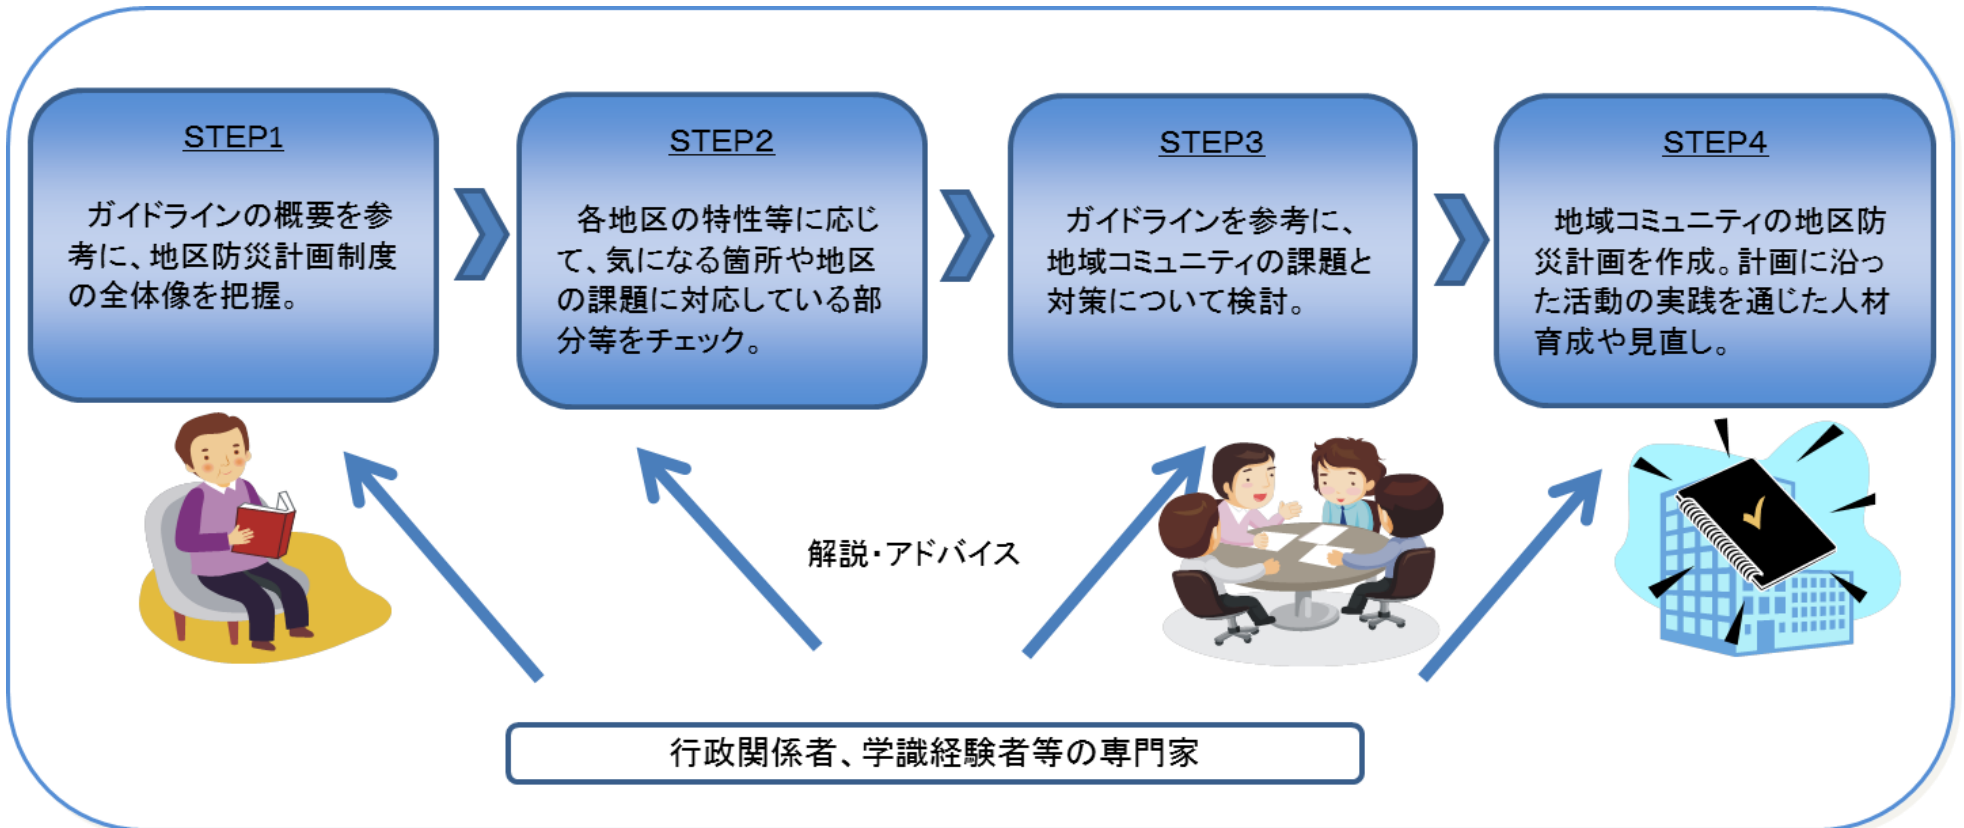 STEP1
ガイドラインの概要を参
考に、地区防災計画制度
の全体像を把握。
STEP2
各地区の特性等に応じ
て、気になる箇所や地区
の課題に対応している部
分等をチェック。
STEP3
ガイドラインを参考に、
地域コミュニティの課題と
対策について検討。
STEP4
地域コミュニティの地区防
災計画を作成。計画に沿っ
た活動の実践を通じた人材
育成や見直し。
解説・アドバイス
行政関係者、学識経験者等の専門家